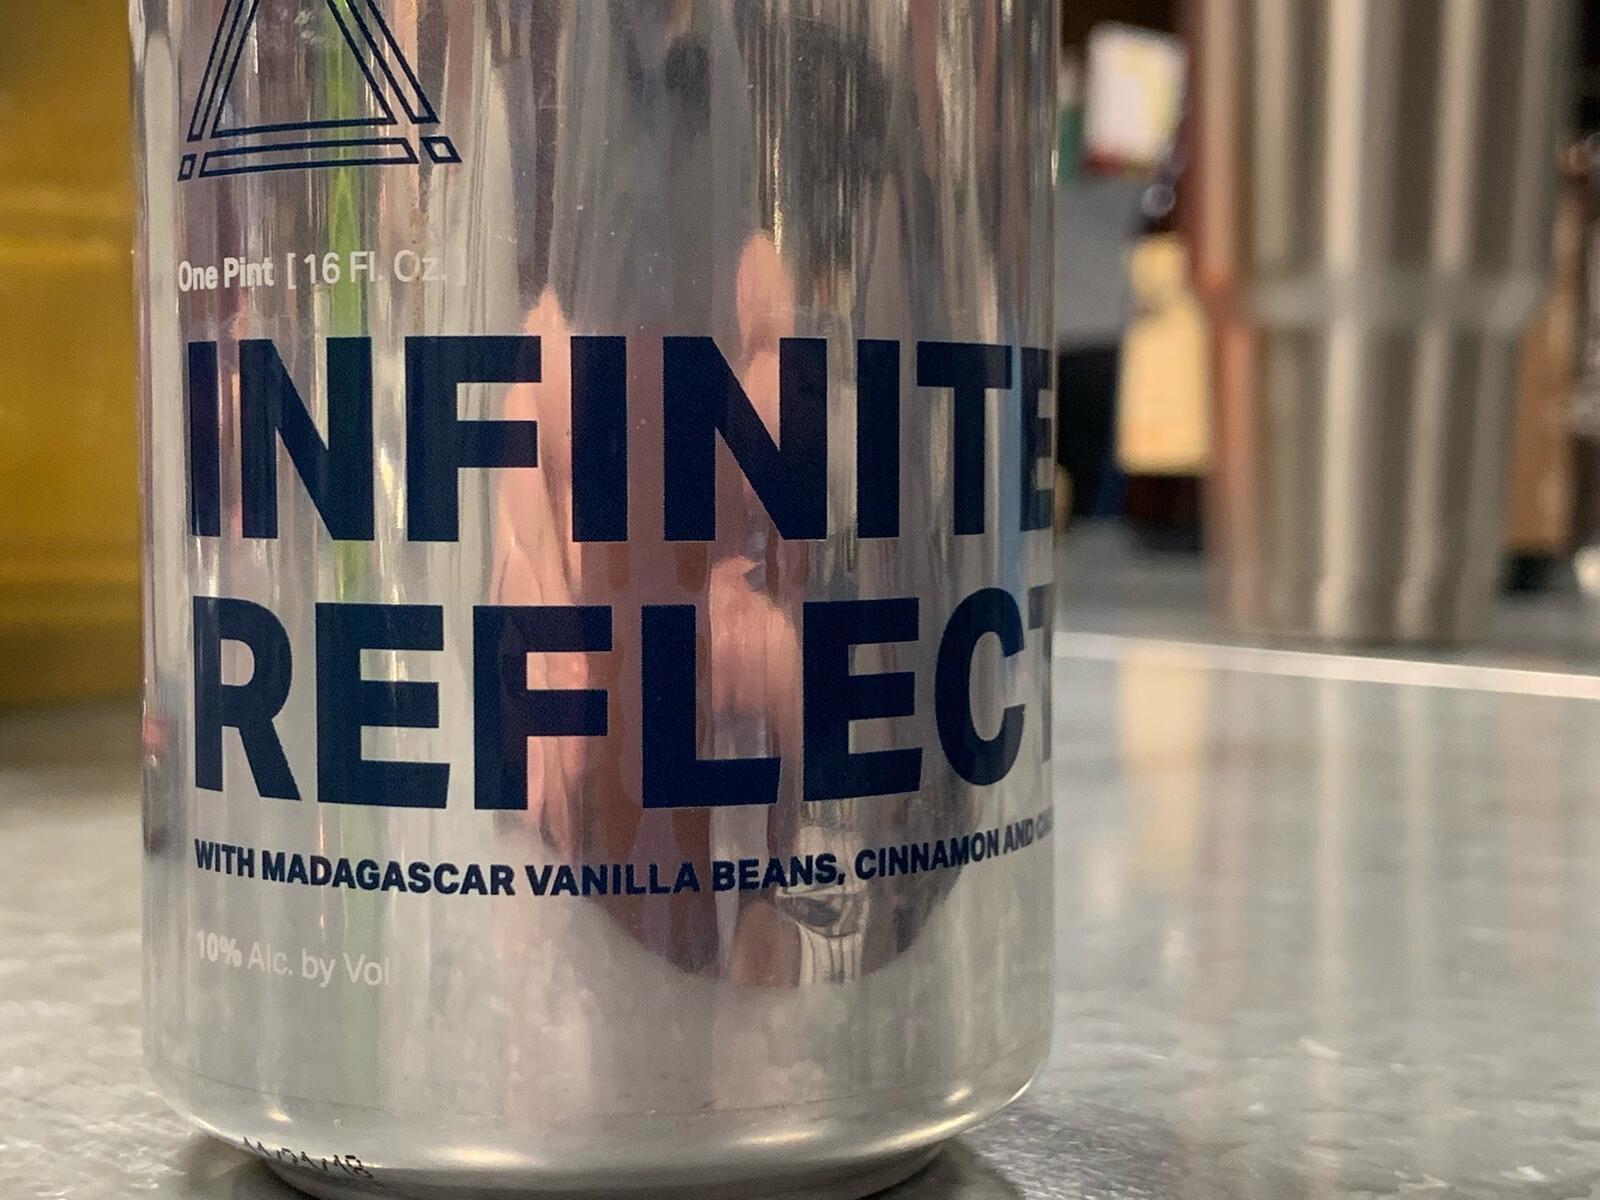 One Pint [ 16 Fl. Oz. ]
INFINITE
REFLECT
WITH MADAGASCAR VANILLA BEANS, CINNAMON AND
10% Alc. by Vol